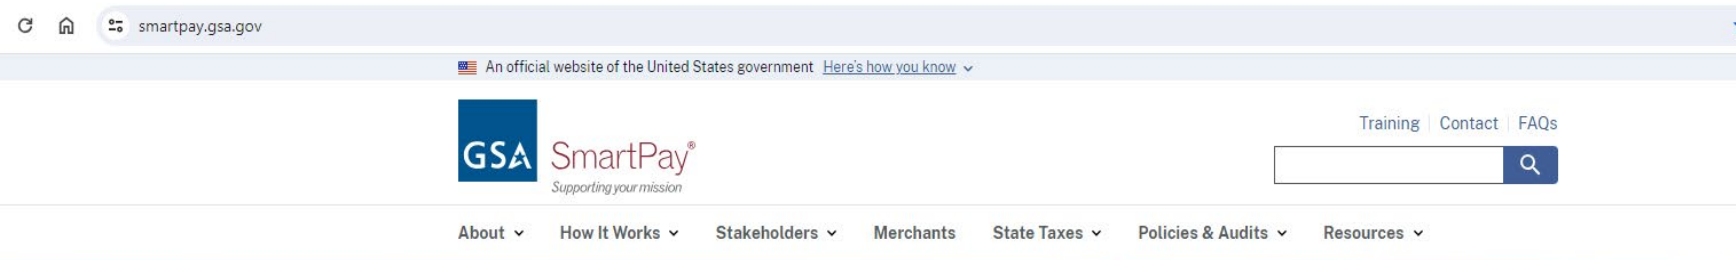 smartpay.gsa.gov
An official website of the United States government Here's how you know
Training Contact FAQs
GSA SmartPay®
Supporting your mission
About How It Works Stakeholders Merchants State Taxes Policies & Audits Resources